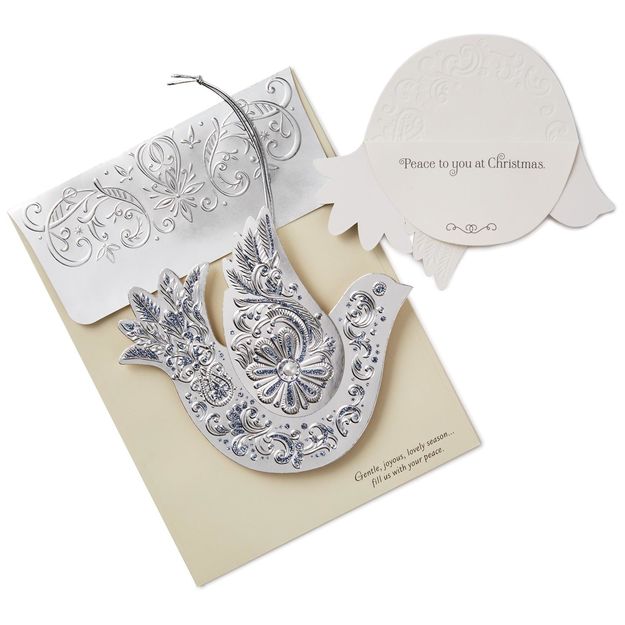 Peace to you at Christmas.
Gentle, joyous, lovely season...
fill us with your peace.